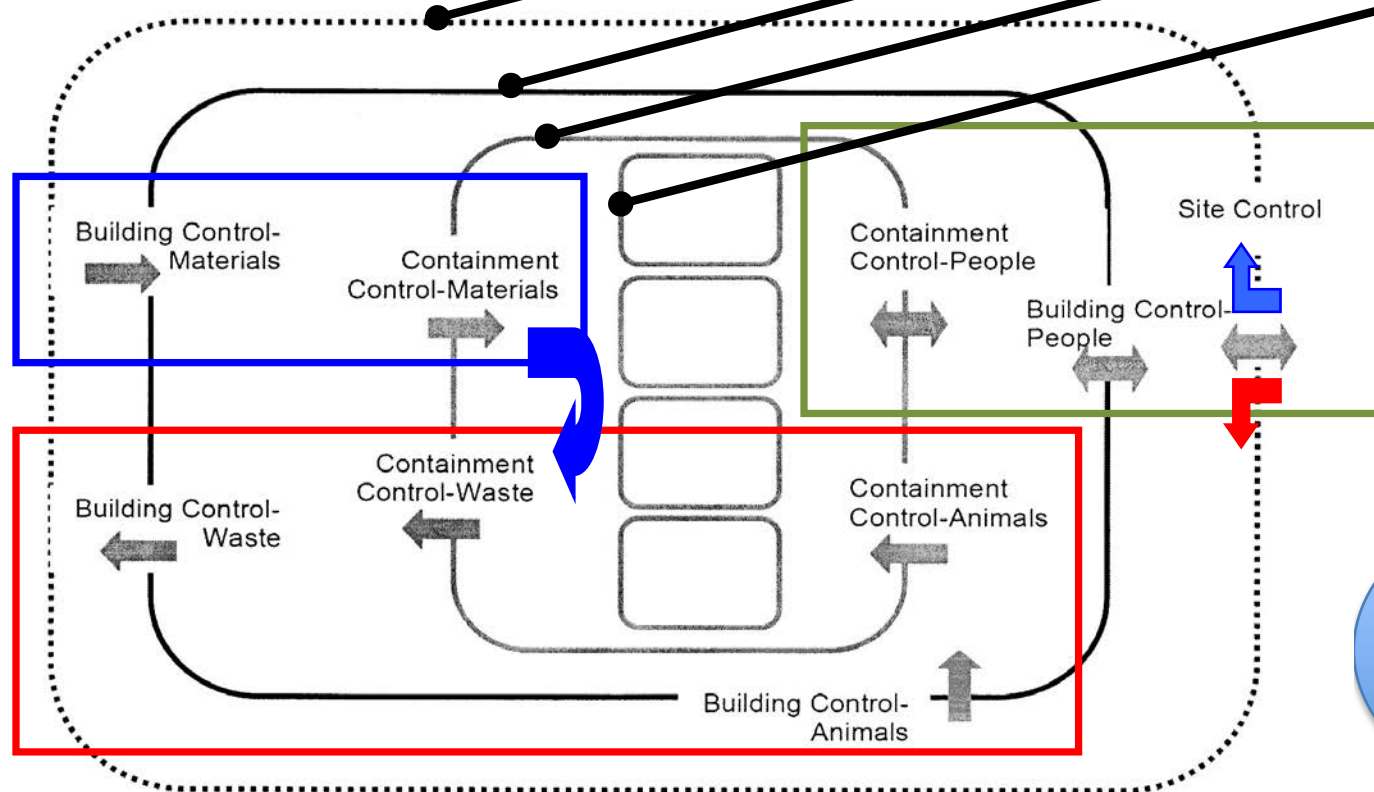 Site Control
Building Control-
Materials
Containment
Control-Materials
Containment
Control-People
Building Control-
People
Containment
Control-Waste
Building Control-
Waste
Containment
Control-Animals
Building Control-
Animals